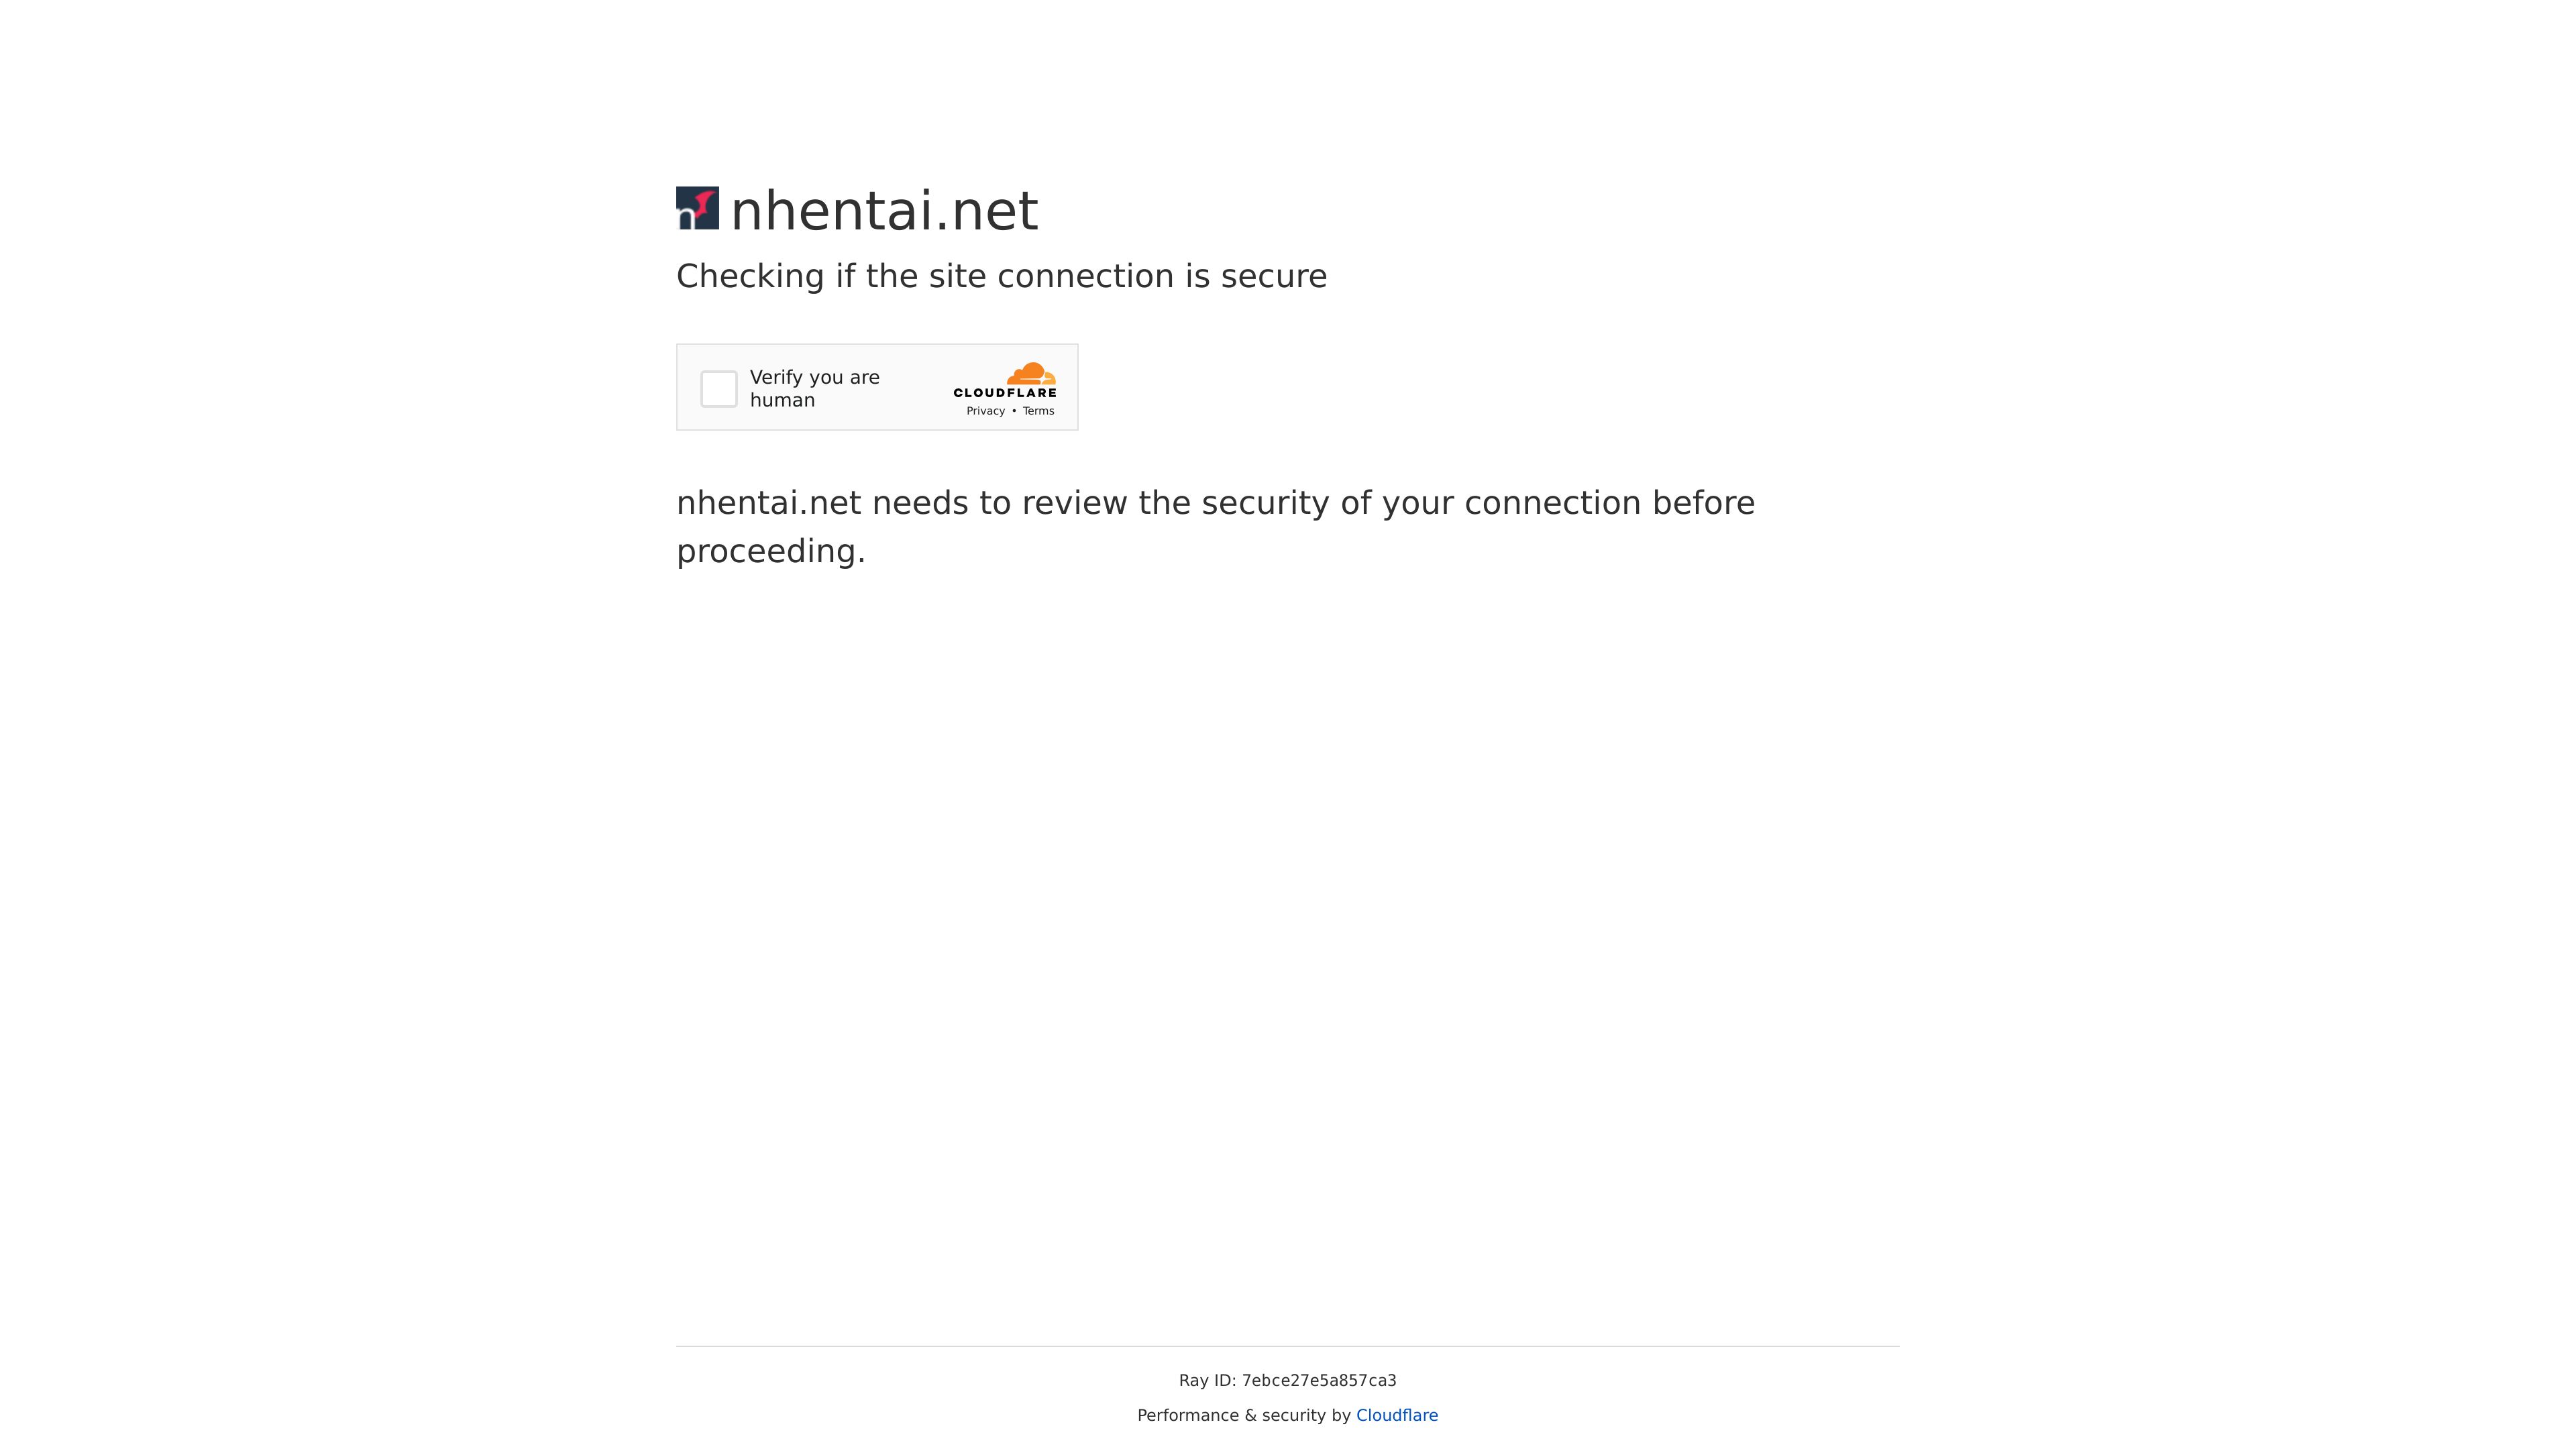 nhentai.net
Checking if the site connection is secure
Verify you are
human
CLOUDFLARE
Privacy • Terms
nhentai.net needs to review the security of your connection before
proceeding.
Ray ID: 7ebce27e5a857ca3
Performance & security by Cloudflare